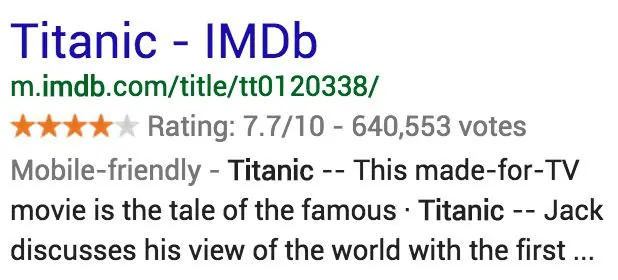 Titanic - IMDb
m.imdb.com/title/tt0120338/
Rating: 7.7/10 - 640,553 votes
Mobile-friendly - Titanic -- This made-for-TV
movie is the tale of the famous · Titanic -- Jack
discusses his view of the world with the first ...